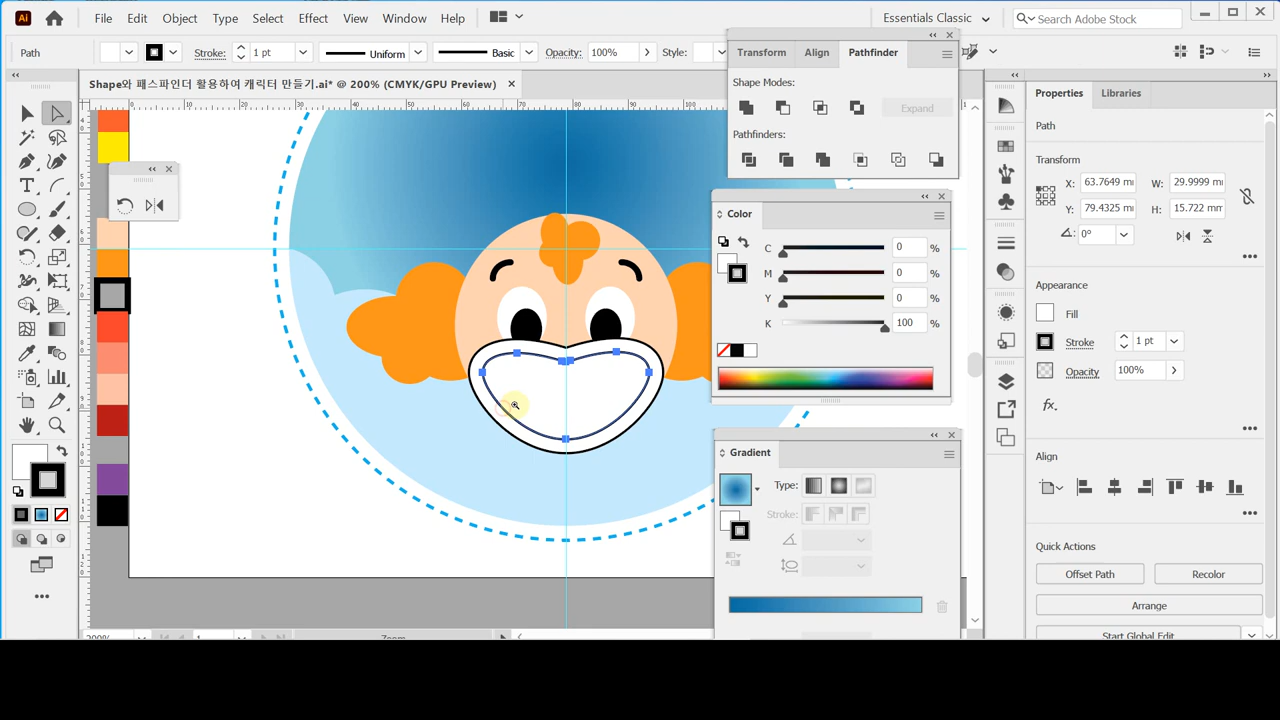 Ai File Edit Object Type Select Effect View Window Help Essentials Classic Search Adobe Stock
Path Stroke: 1 pt Uniform Basic Opacity: 100% Style:
Transform Align Pathfinder
Shape와 패스파인더 활용하여 캐릭터 만들기.ai* @ 200% (CMYK/GPU Preview)
Shape Modes:
Expand
Pathfinders:
Color
C 0 %
M 0 %
Y 0 %
K 100 %
Gradient
Type:
Stroke:
Properties Libraries
Path
Transform
X: 63.7649 m W: 29.9999 m
Y: 79.4325 m H: 15.722 m
0°
Appearance
Fill
Stroke 1 pt
Opacity 100%
fx.
Align
Quick Actions
Offset Path Recolor
Arrange
Start Global Edit
200% 1 Zoom